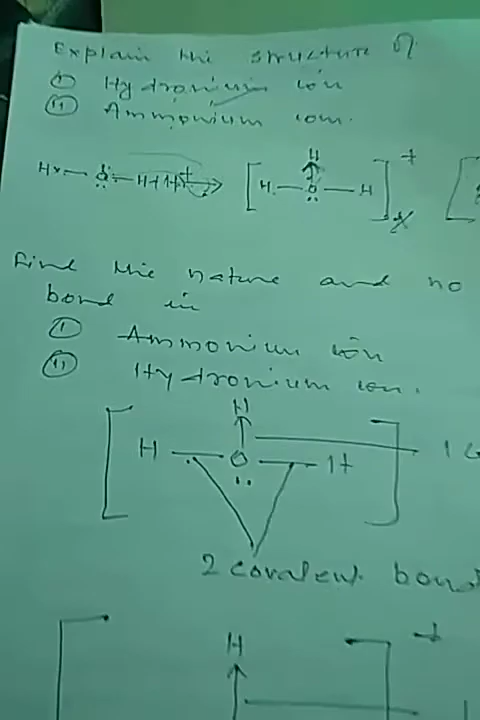 Explain the structure of
(I) Hydronium ion
(II) Ammonium ion.
H
H — O — H + H+ → [H — O — H]+ [
Find the nature and no
bond in
(I) Ammonium ion
(II) Hydronium ion.
H
H — O — H 1
2 covalent bond
+
H